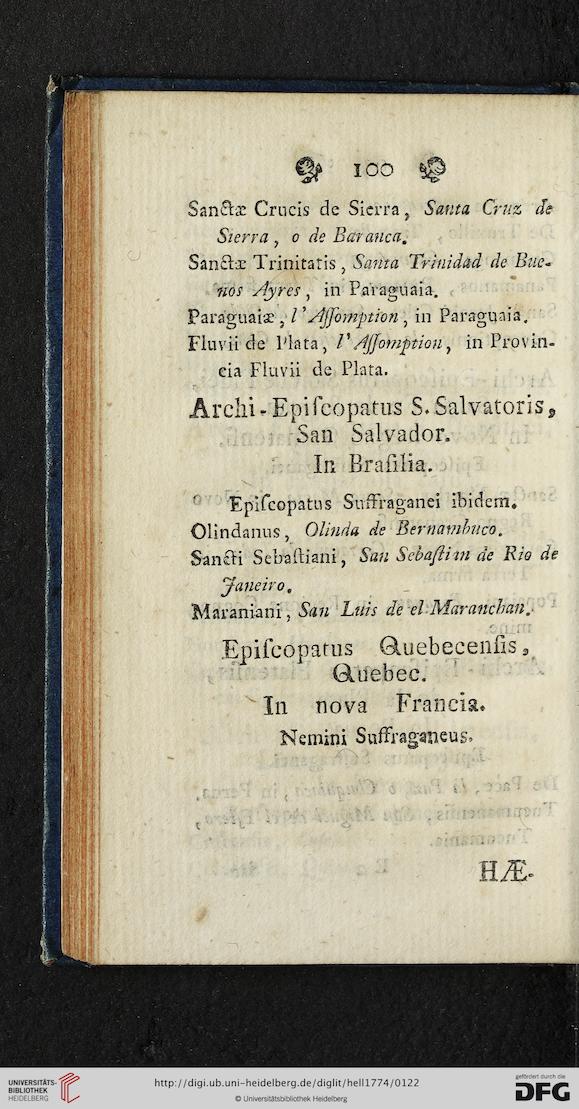 100
Sanctæ Crucis de Sierra, Santa Cruz de
Sierra, o de Baranca.
Sanctæ Trinitatis, Santa Trinidad de Bue-
nos Ayres, in Paraguaia.
Paraguaiæ, l'Aſſomption, in Paraguaia.
Fluvii de Plata, l'Aſſomption, in Provin-
cia Fluvii de Plata.
Archi-Epiſcopatus S. Salvatoris,
San Salvador.
In Braſilia.
Epiſcopatus Suffraganei ibidem.
Olindanus, Olinda de Bernambuco.
Sancti Sebaſtiani, San Sebaſtian de Rio de
Janeiro.
Maraniani, San Luis de el Maranchan.
Epiſcopatus Quebecenſis,
Quebec.
In nova Francia.
Nemini Suffraganeus.
HÆ-
UNIVERSITÄTS-
BIBLIOTHEK
HEIDELBERG
http://digi.ub.uni-heidelberg.de/diglit/hell1774/0122
© Universitätsbibliothek Heidelberg
gefördert durch die
DFG